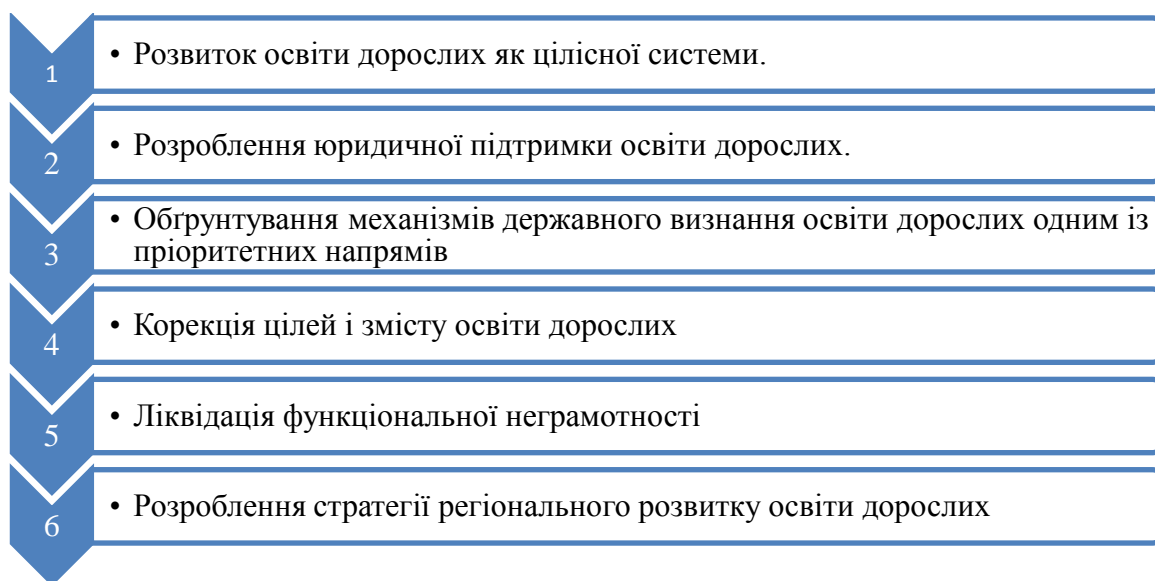 1
• Розвиток освіти дорослих як цілісної системи.
2
• Розроблення юридичної підтримки освіти дорослих.
3
• Обґрунтування механізмів державного визнання освіти дорослих одним із
пріоритетних напрямів
4
• Корекція цілей і змісту освіти дорослих
5
• Ліквідація функціональної неграмотності
6
• Розроблення стратегії регіонального розвитку освіти дорослих